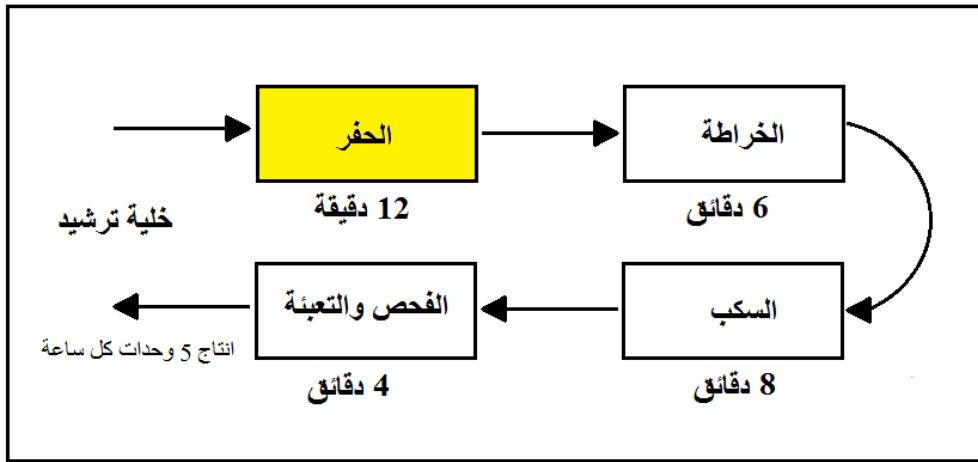 الحفر
12 دقيقة
الخراطة
6 دقائق
خلية ترشيد
السكب
8 دقائق
الفحص والتعبئة
4 دقائق
انتاج 5 وحدات كل ساعة